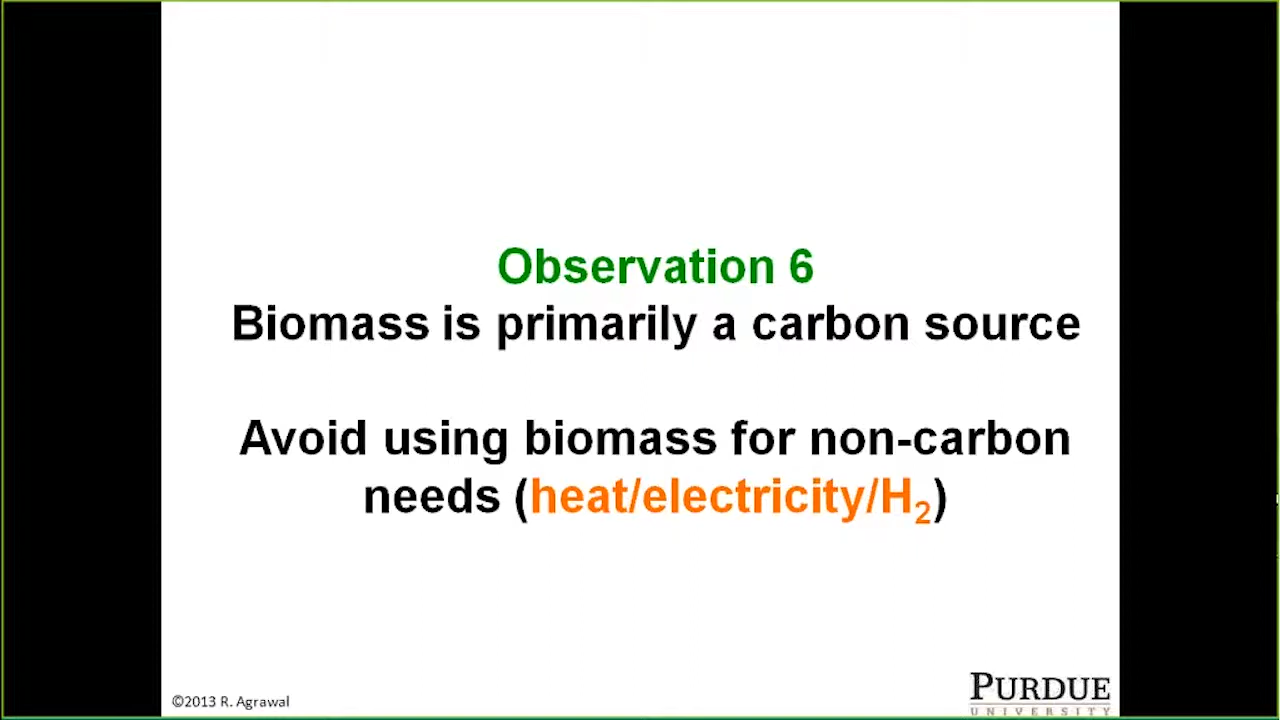 Observation 6
Biomass is primarily a carbon source
Avoid using biomass for non-carbon
needs (heat/electricity/H₂)
©2013 R. Agrawal
PURDUE
UNIVERSITY